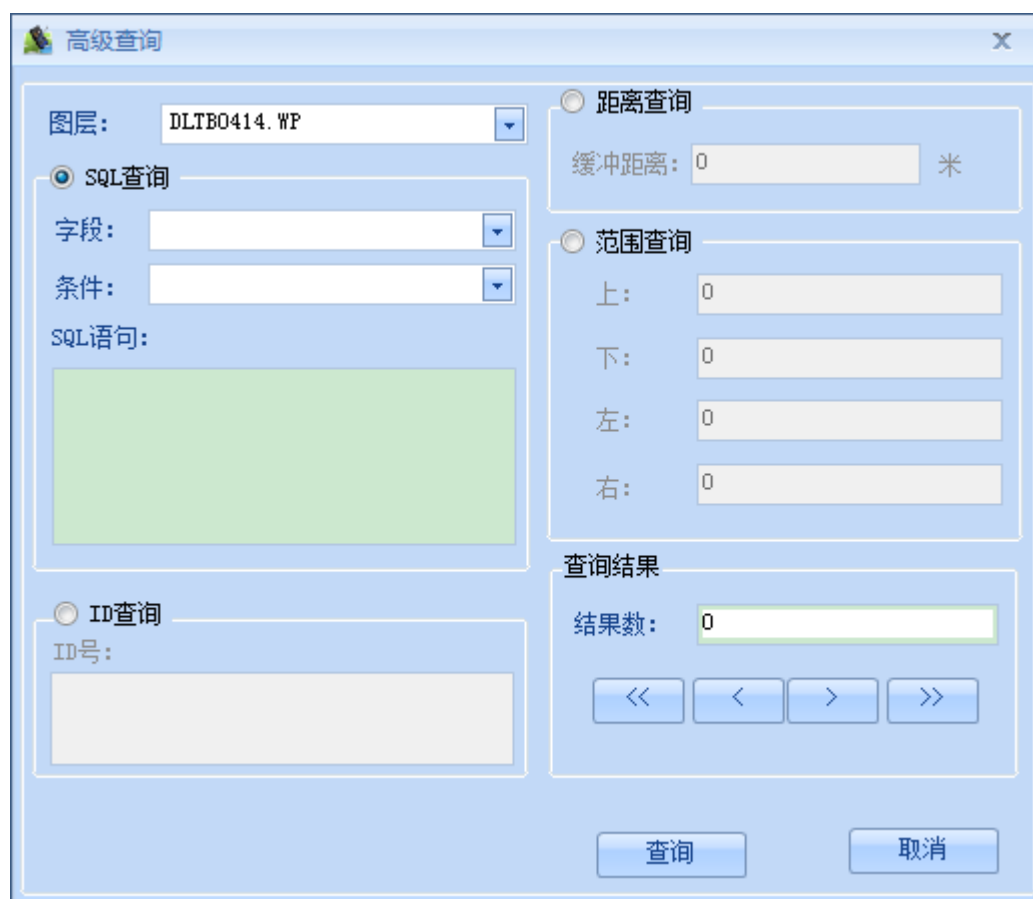 高级查询
图层： DLTB0414.WP
SQL查询
字段：
条件：
SQL语句：
ID查询
ID号：
距离查询
缓冲距离： 0 米
范围查询
上： 0
下： 0
左： 0
右： 0
查询结果
结果数： 0
<< < > >>
查询 取消